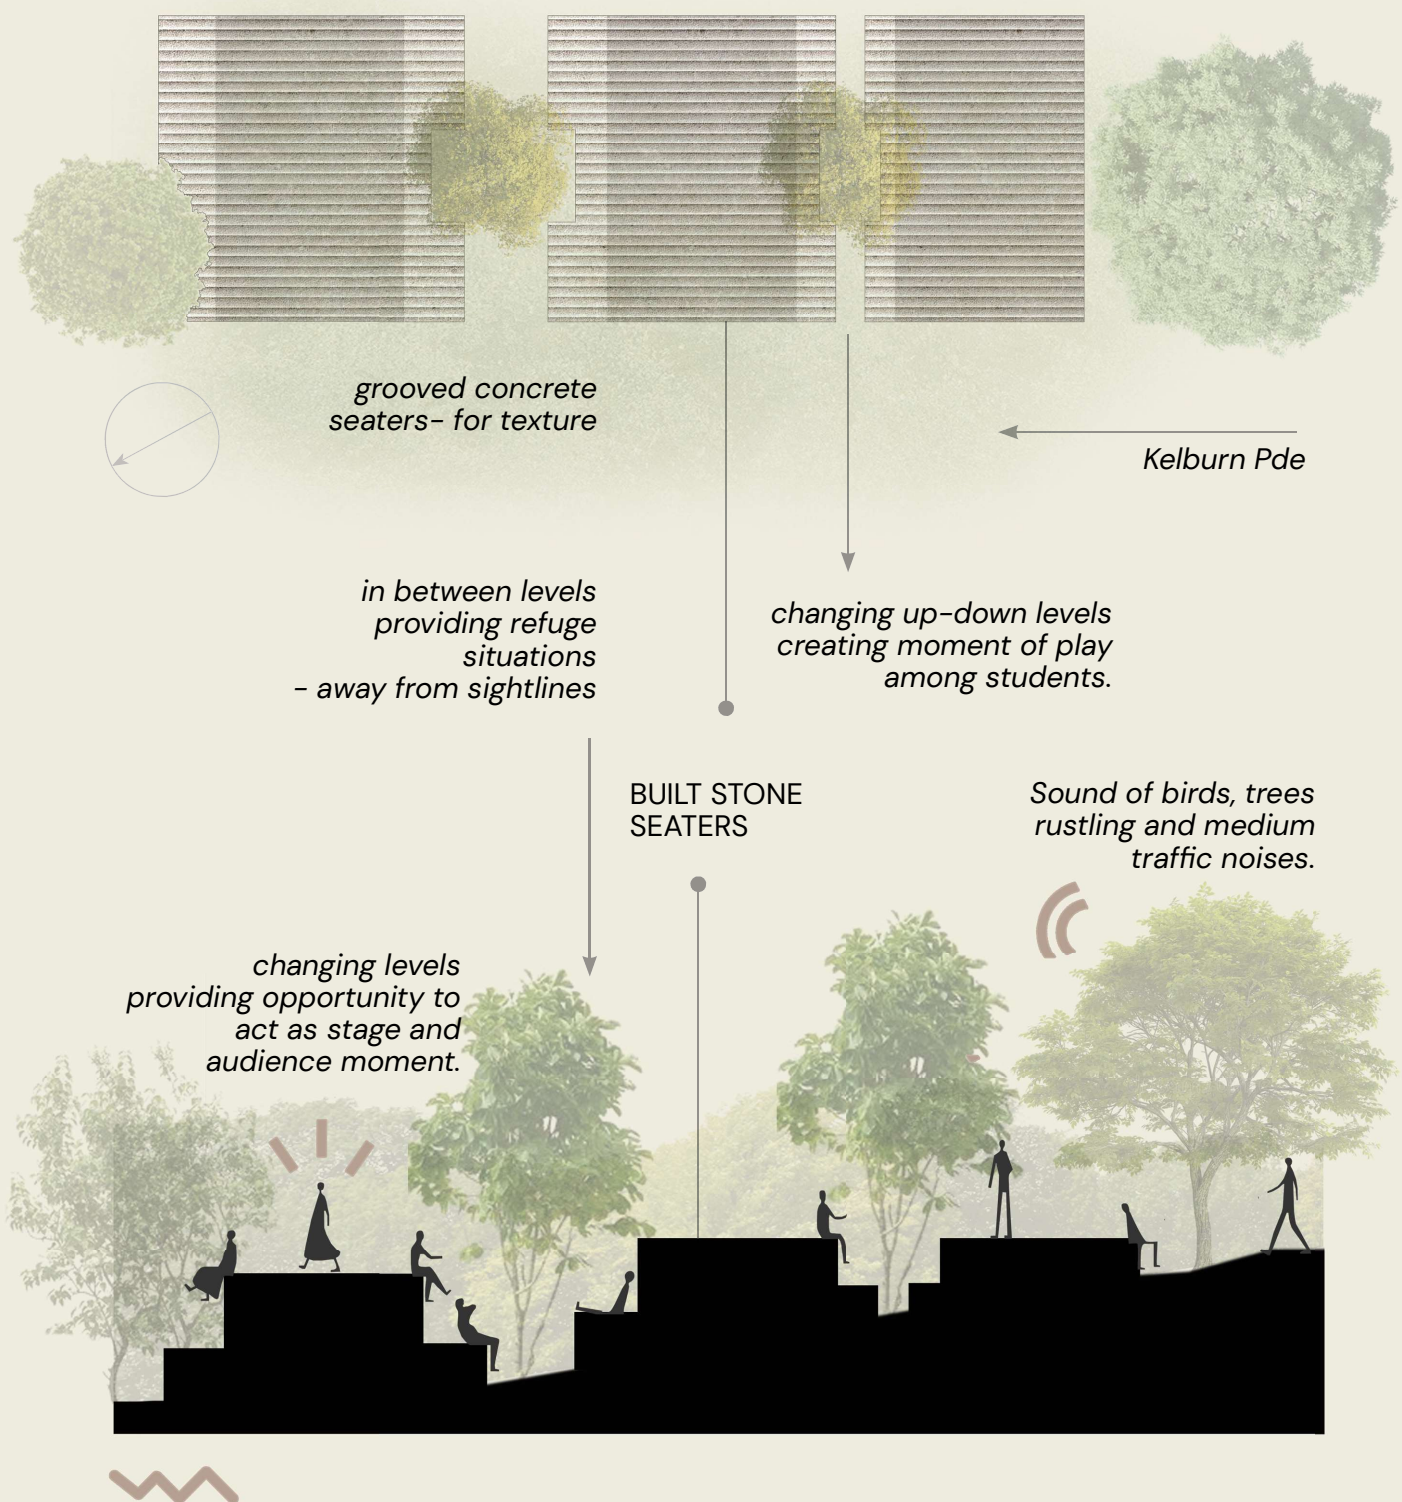 grooved concrete
seaters- for texture
Kelburn Pde
in between levels
providing refuge
situations
- away from sightlines
changing up-down levels
creating moment of play
among students.
BUILT STONE
SEATERS
Sound of birds, trees
rustling and medium
traffic noises.
changing levels
providing opportunity to
act as stage and
audience moment.